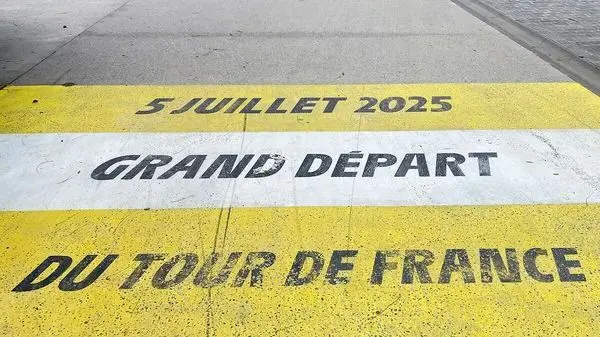 5 JUILLET 2025
GRAND DÉPART
DU TOUR DE FRANCE